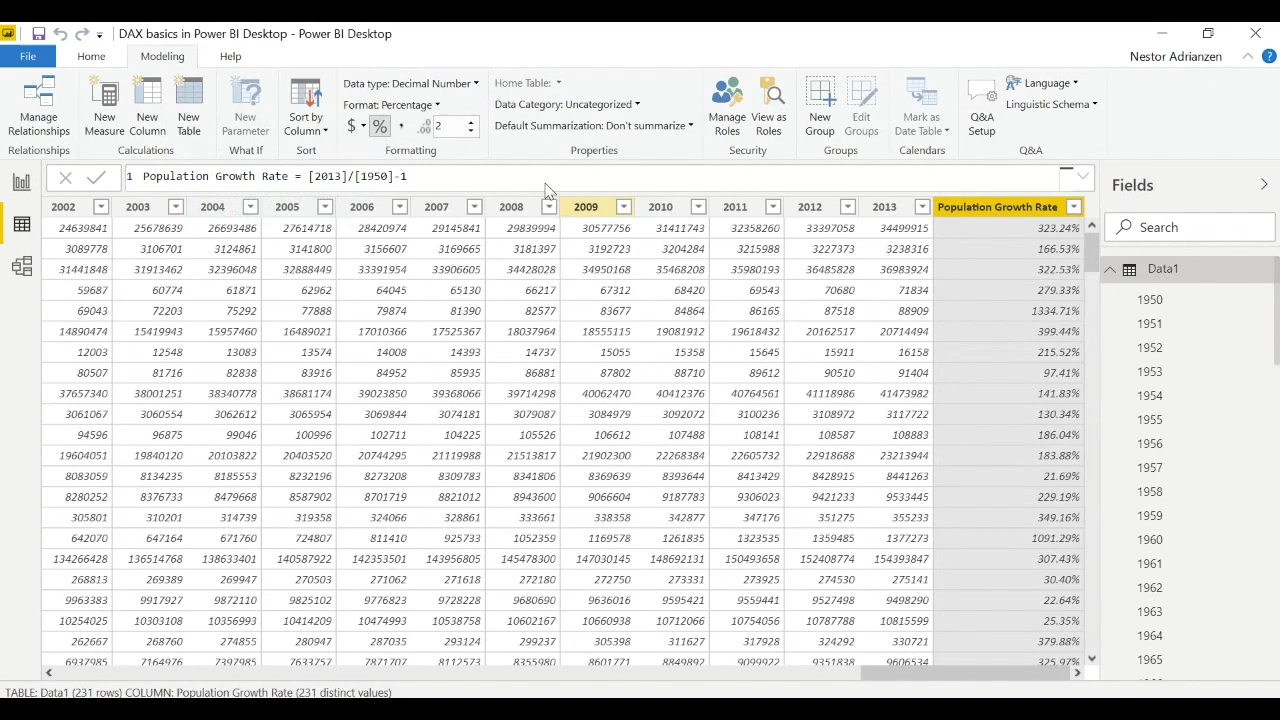 DAX basics in Power BI Desktop - Power BI Desktop
File Home Modeling Help Nestor Adrianzen
Manage Relationships New Measure New Column New Table New Parameter Sort by Column Data type: Decimal Number Home Table: Manage Roles View as Roles New Group Edit Groups Mark as Date Table Q&A Setup Language
Format: Percentage Data Category: Uncategorized Linguistic Schema
$ % , .00 2 Default Summarization: Don't summarize
Relationships Calculations What If Sort Formatting Properties Security Groups Calendars Q&A
1 Population Growth Rate = [2013]/[1950]-1
2002 2003 2004 2005 2006 2007 2008 2009 2010 2011 2012 2013 Population Growth Rate
24639841 25678639 26693486 27614718 28420974 29145841 29839994 30577756 31411743 32358260 33397058 34499915 323.24%
3089778 3106701 3124861 3141800 3156607 3169665 3181397 3192723 3204284 3215988 3227373 3238316 166.53%
31441848 31913462 32396048 32888449 33391954 33906605 34428028 34950168 35468208 35980193 36485828 36983924 322.53%
59687 60774 61871 62962 64045 65130 66217 67312 68420 69543 70680 71834 279.33%
69043 72203 75292 77888 79874 81390 82577 83677 84864 86165 87518 88909 1334.71%
14890474 15419943 15957460 16489021 17010366 17525367 18037964 18555115 19081912 19618432 20162517 20714494 399.44%
12003 12548 13083 13574 14008 14393 14737 15055 15358 15645 15911 16158 215.52%
80507 81716 82838 83916 84952 85935 86881 87802 88710 89612 90510 91404 97.41%
37657340 38001251 38340778 38681174 39023850 39368066 39714298 40062470 40412376 40764561 41118986 41473982 141.83%
3061067 3060554 3062612 3065954 3069844 3074181 3079087 3084979 3092072 3100236 3108972 3117722 130.34%
94596 96875 99046 100996 102711 104225 105526 106612 107488 108141 108587 108883 186.04%
19604051 19840120 20103822 20403520 20744295 21119988 21513817 21902300 22268384 22605732 22918688 23213944 183.88%
8083059 8134235 8185553 8232196 8273208 8309783 8341806 8369639 8393644 8413429 8428915 8441263 21.69%
8280252 8376733 8479668 8587902 8701719 8821012 8943600 9066604 9187783 9306023 9421233 9533445 229.19%
305801 310201 314739 319358 324066 328861 333661 338358 342877 347176 351275 355233 349.16%
642070 647164 671760 724807 811410 925733 1052359 1169578 1261835 1323535 1359485 1377273 1091.29%
134266428 136514768 138633401 140587922 142353501 143956805 145478300 147030145 148692131 150493658 152408774 154393847 307.43%
268813 269389 269947 270503 271062 271618 272180 272750 273331 273925 274530 275141 30.40%
9963383 9917927 9872110 9825102 9776823 9728228 9680690 9636016 9595421 9559441 9527498 9498290 22.64%
10254025 10303108 10356993 10414209 10474993 10538758 10602167 10660938 10712066 10754056 10787788 10815599 25.35%
262667 268760 274855 280947 287035 293124 299237 305398 311627 317928 324292 330721 379.88%
6937985 7164976 7397985 7633757 7871707 8112573 8355980 8601771 8849892 9099922 9351838 9606534 325.97%
Fields
Search
Data1
1950
1951
1952
1953
1954
1955
1956
1957
1958
1959
1960
1961
1962
1963
1964
1965
TABLE: Data1 (231 rows) COLUMN: Population Growth Rate (231 distinct values)